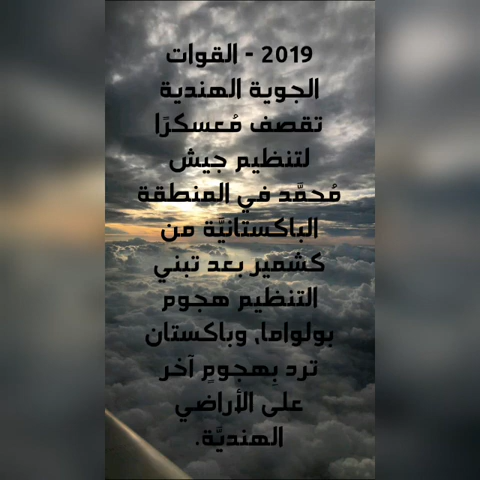 2019 - القوات
الجوية الهندية
تقصف مُعسكرًا
لتنظيم جيش
مُحمَّد في المنطقة
الباكستانيَّة من
كشمير بعد تبني
التنظيم هجوم
بولواما, وباكستان
ترد بِهجومٍ آخر
على الأراضي
الهنديَّة.